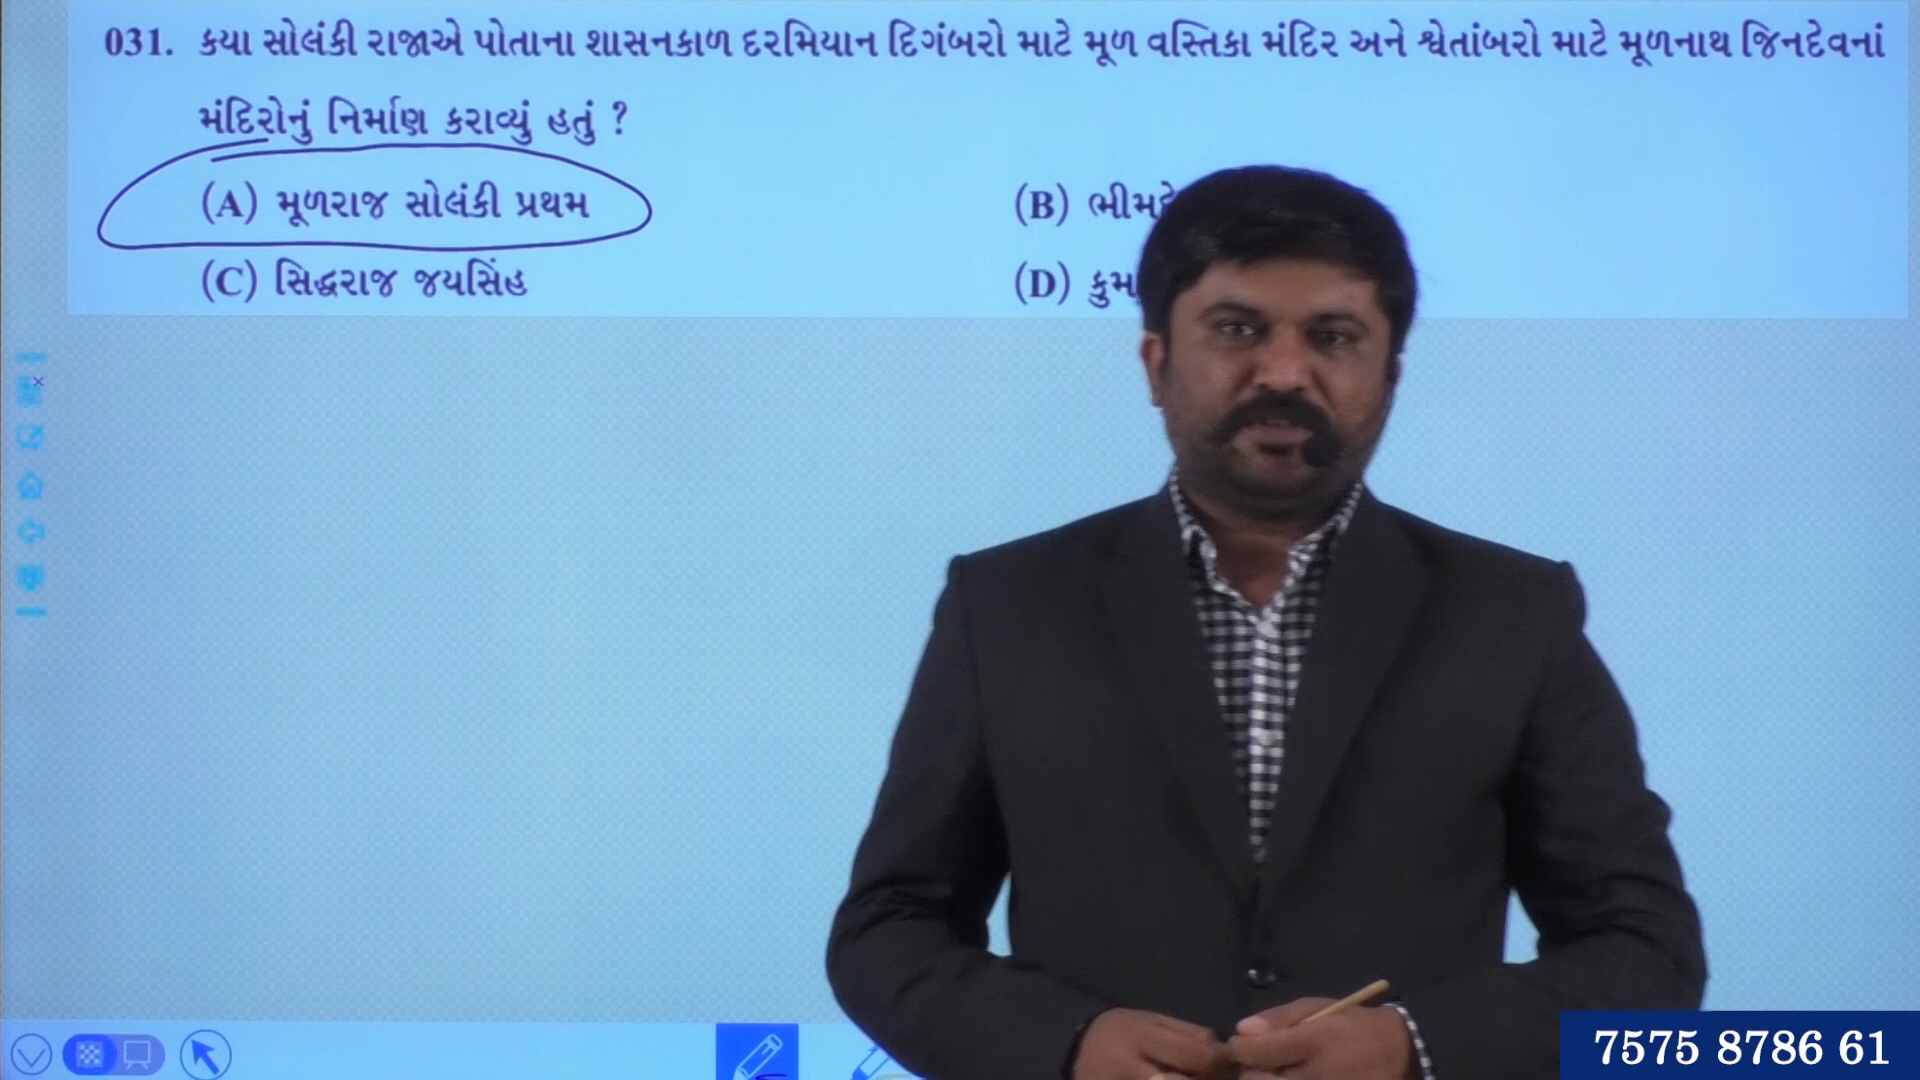 031. કયા સોલંકી રાજાએ પોતાના શાસનકાળ દરમિયાન દિગંબરો માટે મૂળ વસ્તિકા મંદિર અને શ્વેતાંબરો માટે મૂળનાથ જિનદેવનાં
મંદિરોનું નિર્માણ કરાવ્યું હતું ?
(A) મૂળરાજ સોલંકી પ્રથમ
(B)
(C) સિદ્ધરાજ જયસિંહ
(D)
7575 8786 61